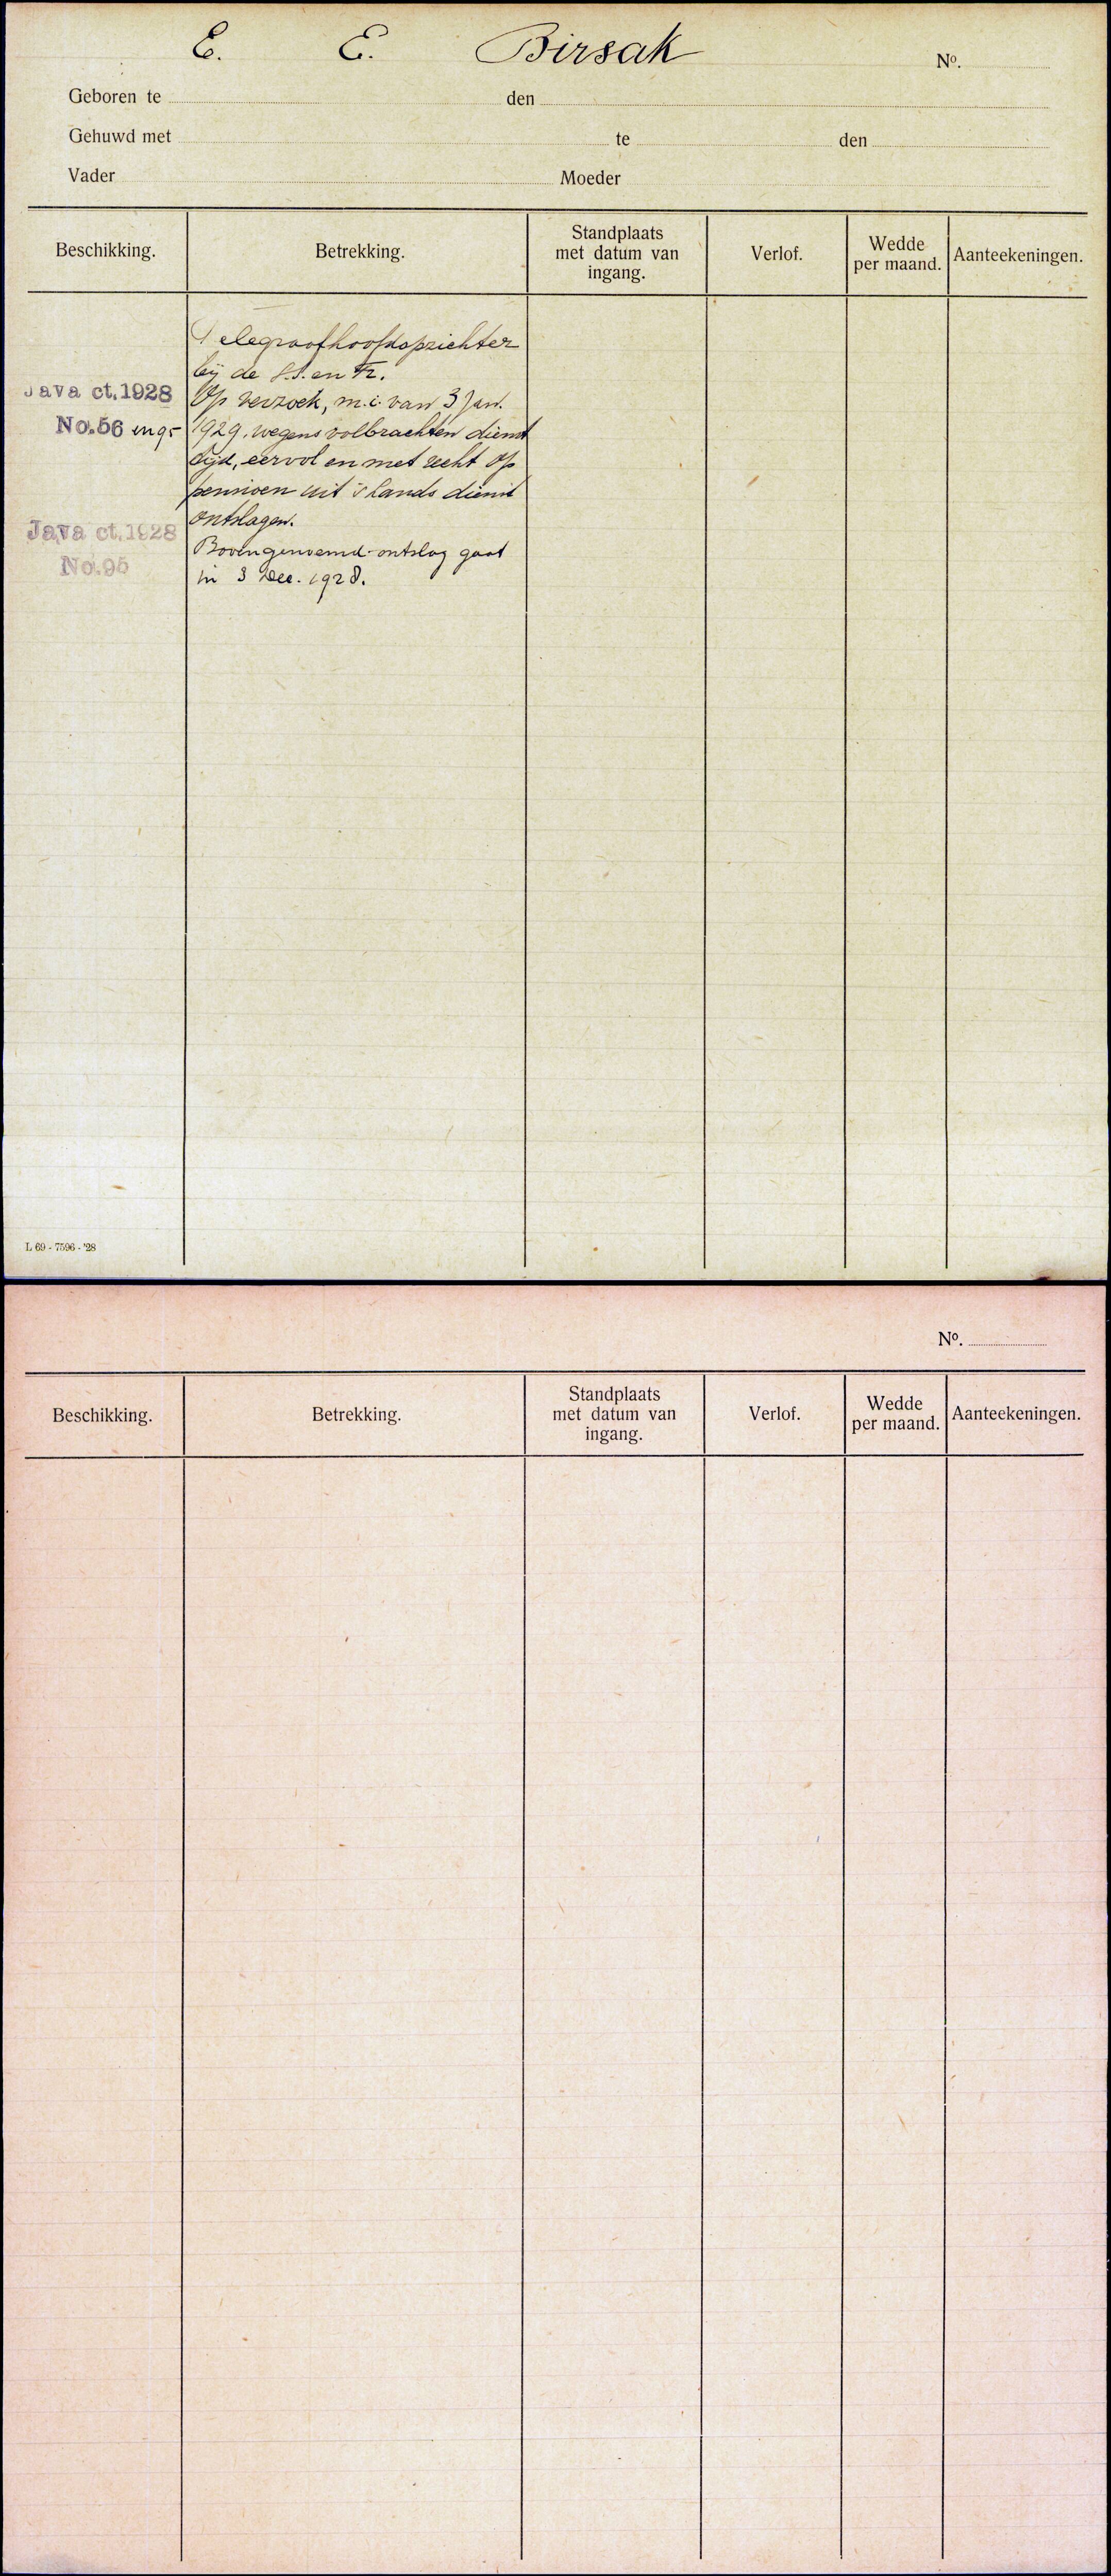 E. E. Birsak Nº.
Geboren te den
Gehuwd met te den
Vader Moeder
Beschikking. Betrekking. Standplaats met datum van ingang. Verlof. Wedde per maand. Aanteekeningen.
Telegraafhoofdopzichter
bij de S.S. en Tr.
Java ct. 1928 Op verzoek, m.i. van 3 Jan.
No. 56 en 95 1929, wegens volbrachten dienst
tijd, eervol en met recht op
pensioen uit 's lands dienst
Java ct. 1928 ontslagen.
No. 95 Bovengenoemd ontslag gaat
in 3 Dec. 1928.
L 69 - 7596 - '28
Nº.
Beschikking. Betrekking. Standplaats met datum van ingang. Verlof. Wedde per maand. Aanteekeningen.